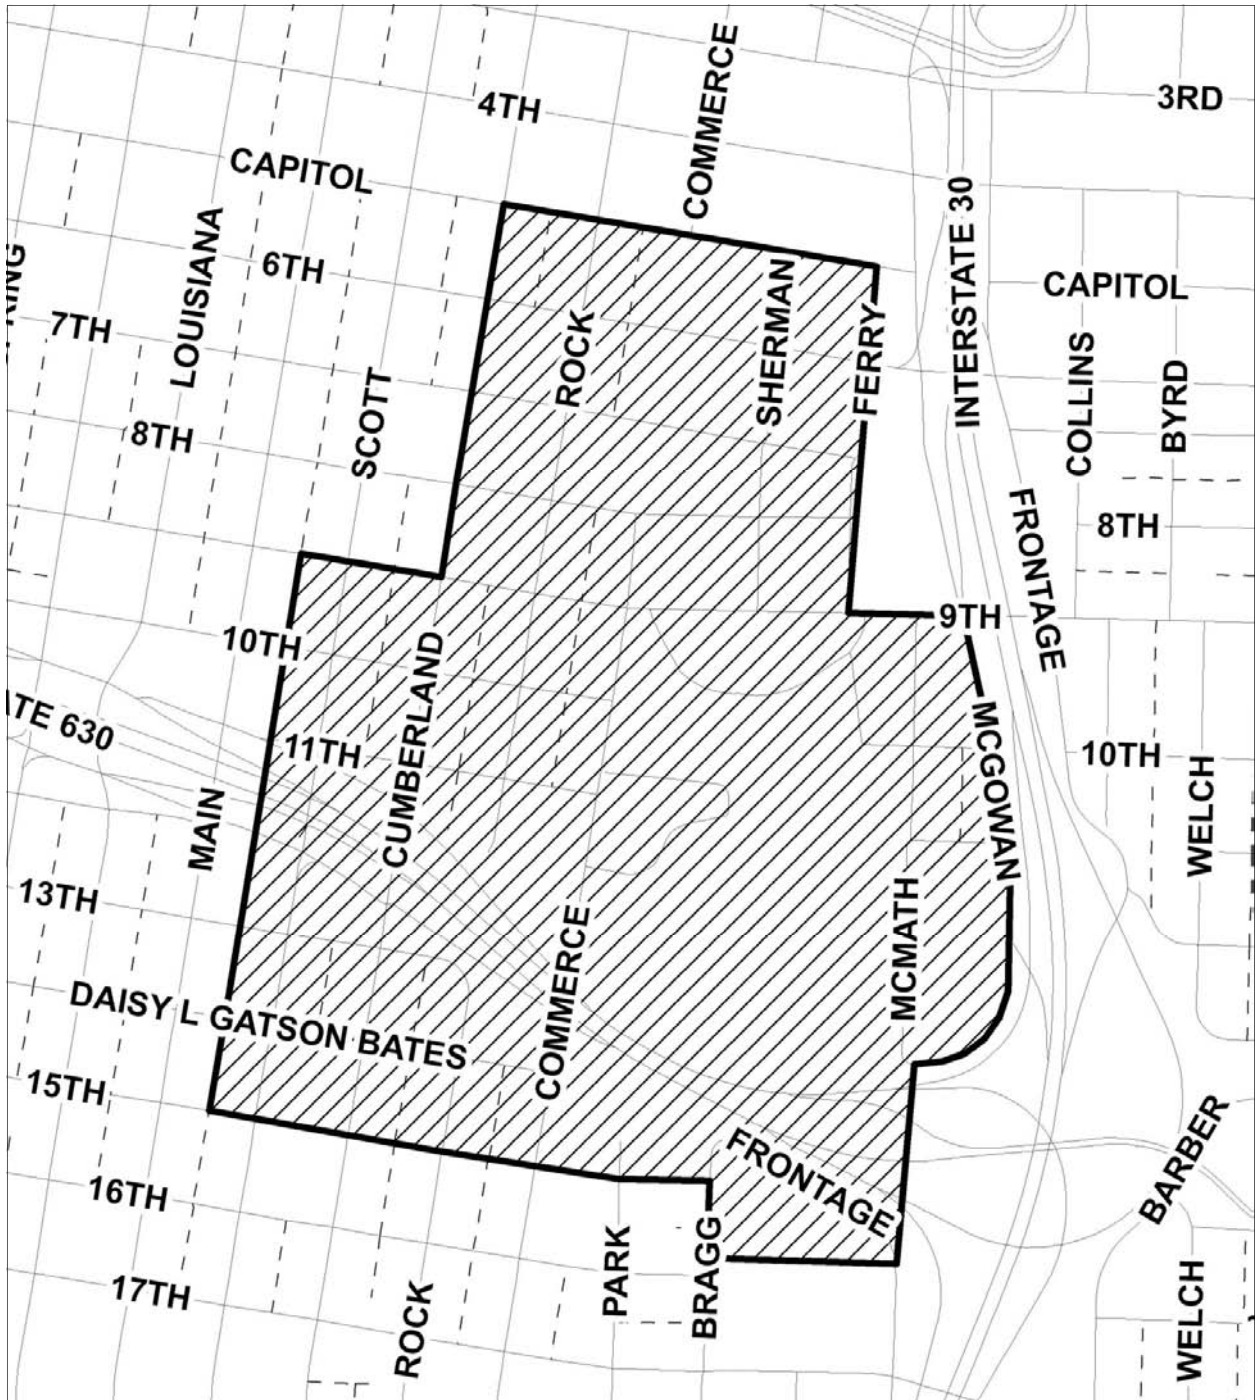 COMMERCE
4TH
3RD
CAPITOL
LOUISIANA
6TH
INTERSTATE 30
CAPITOL
7TH
SHERMAN
ROCK
FERRY
COLLINS
BYRD
SCOTT
8TH
FRONTAGE
8TH
9TH
10TH
CUMBERLAND
ATE 630
11TH
MCGOWAN
10TH
MAIN
WELCH
13TH
MCMATH
COMMERCE
DAISY L GATSON BATES
15TH
FRONTAGE
BARBER
16TH
PARK
BRAGG
17TH
ROCK
WELCH